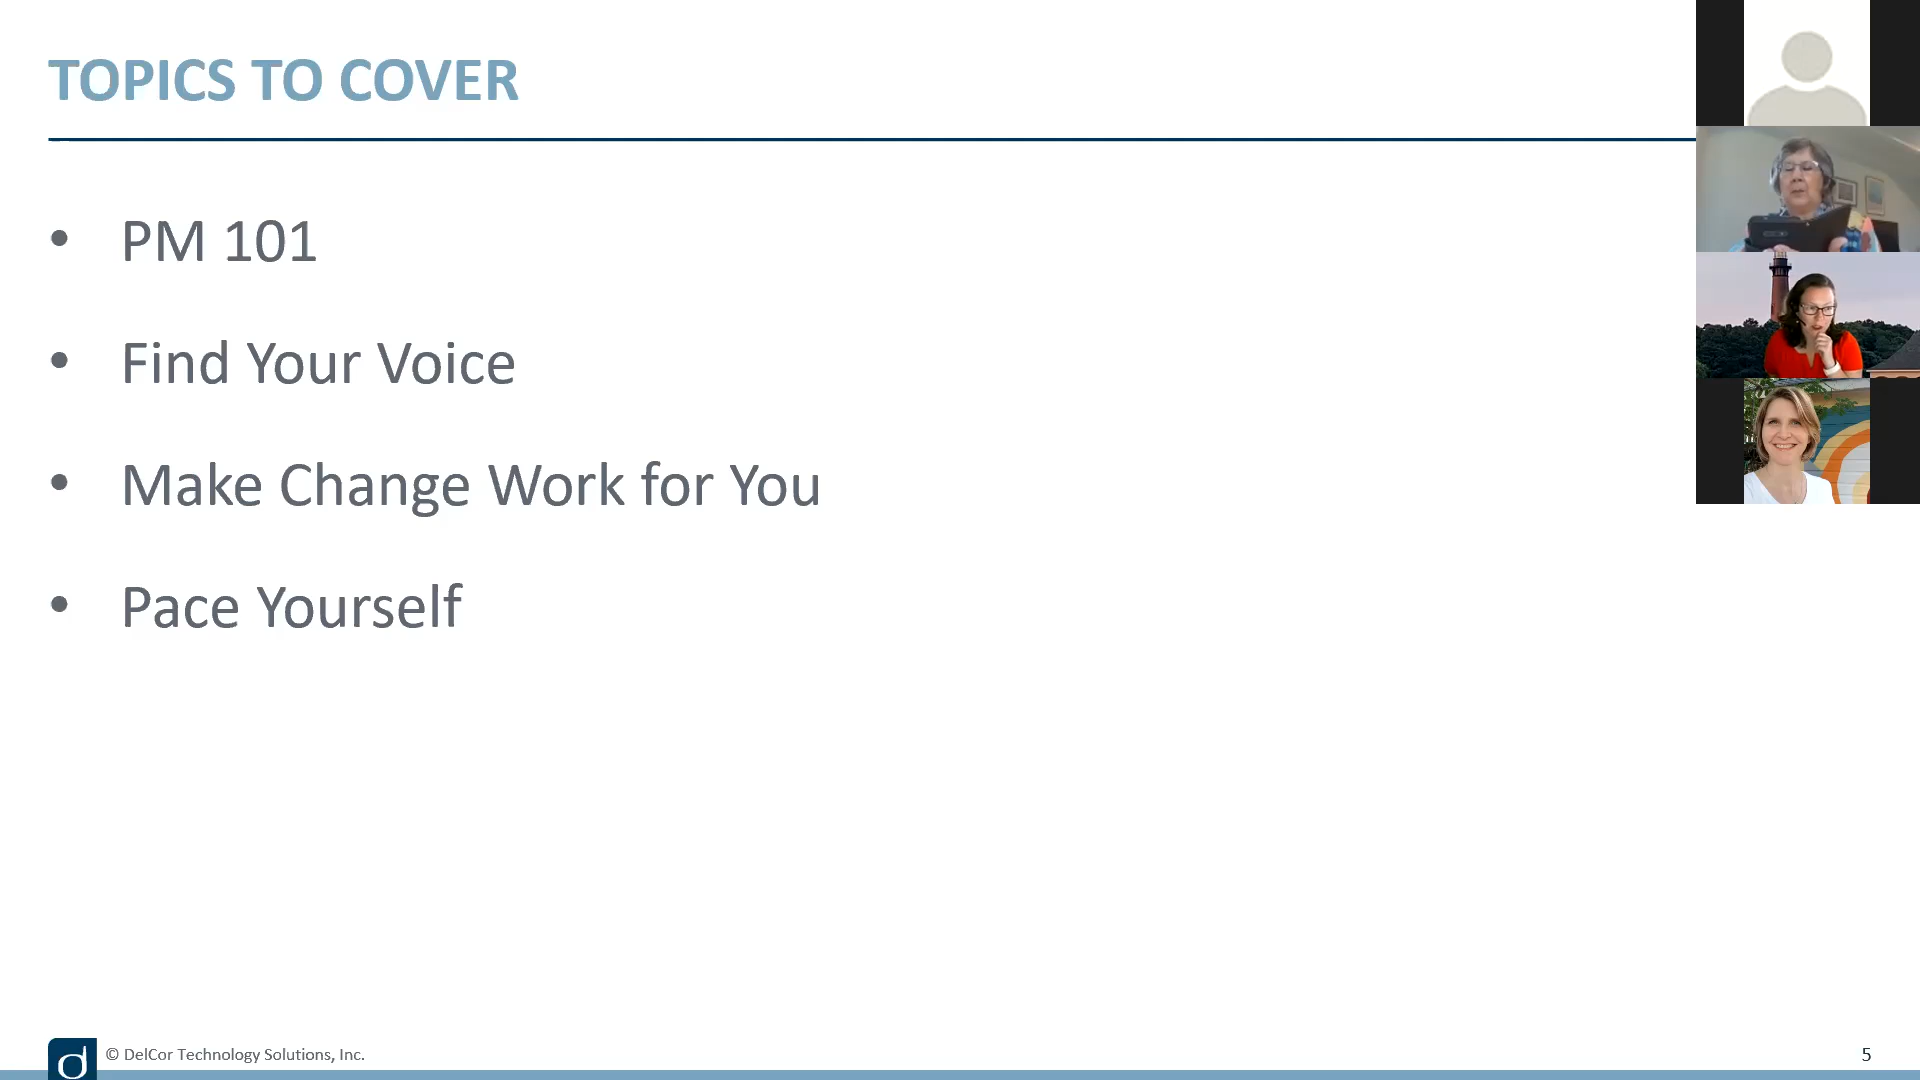 TOPICS TO COVER
• PM 101
• Find Your Voice
• Make Change Work for You
• Pace Yourself
d © DelCor Technology Solutions, Inc.
5